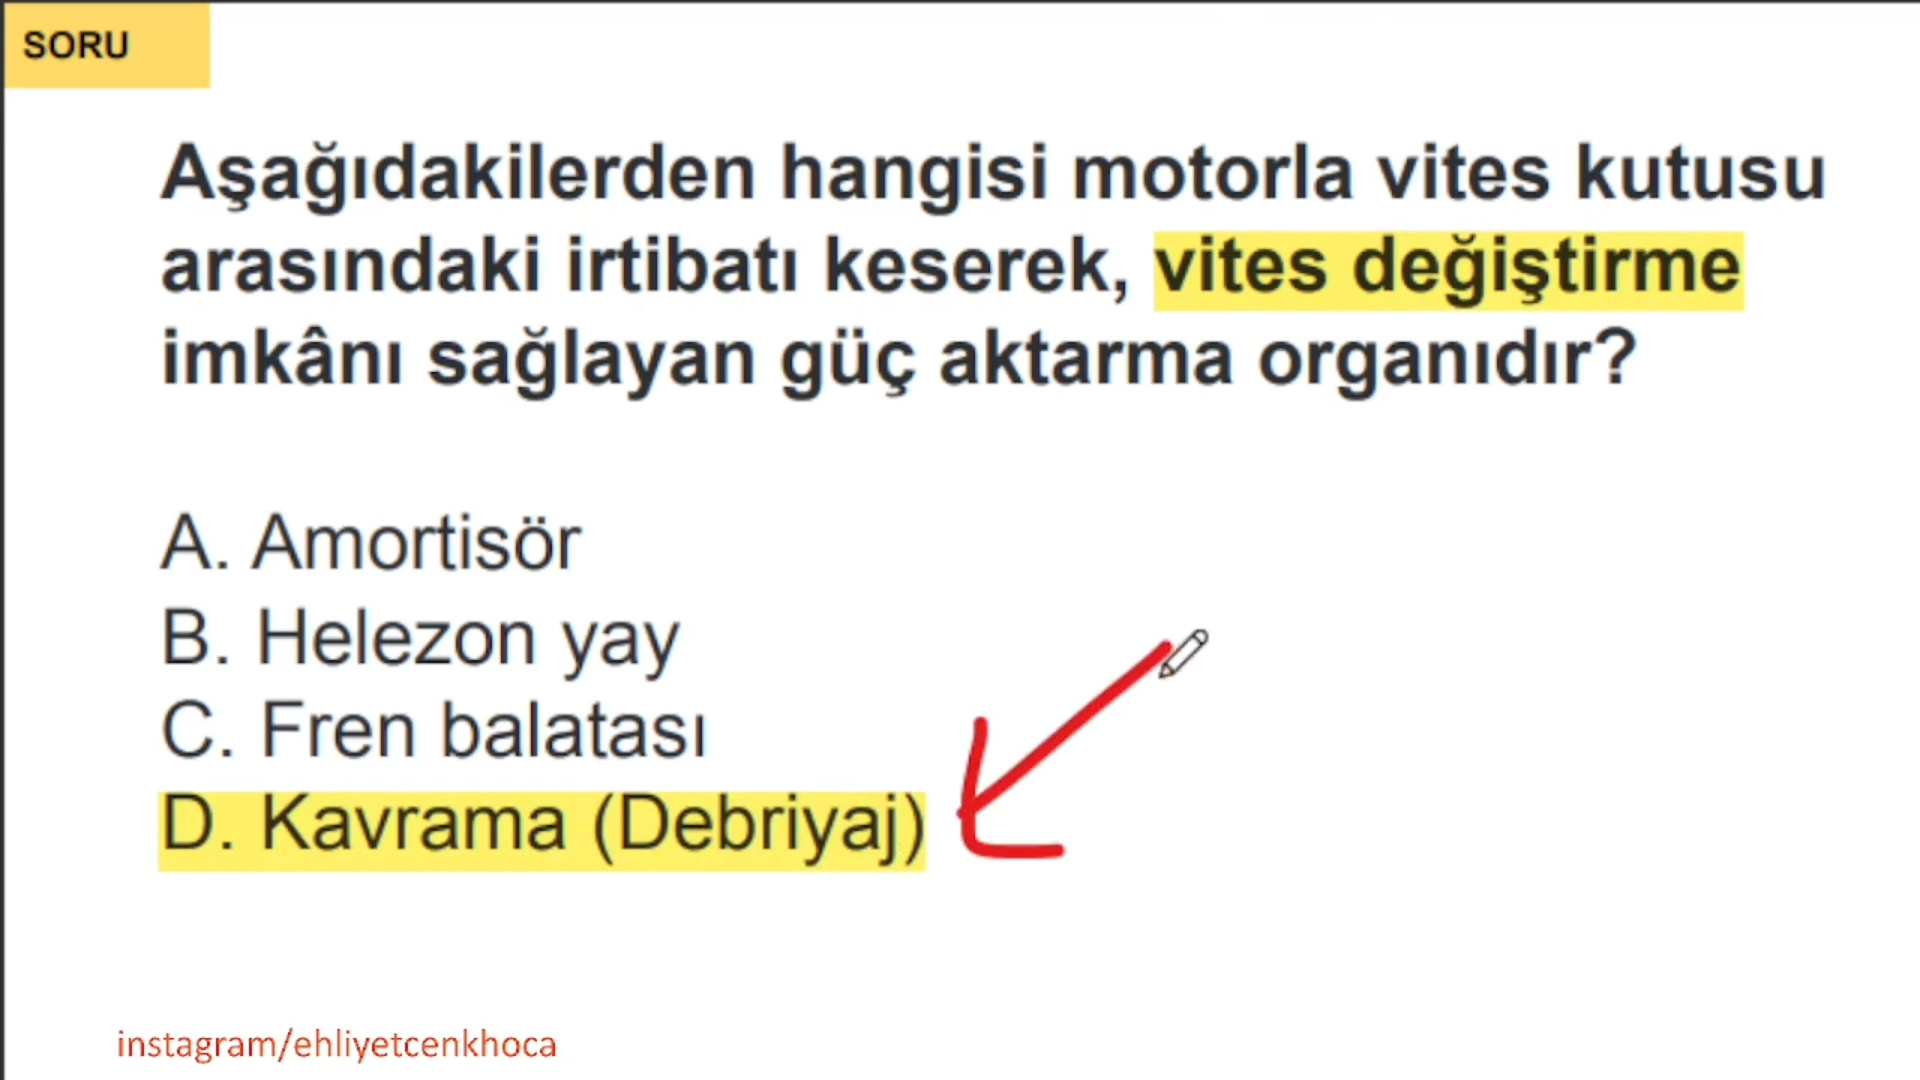 SORU
Aşağıdakilerden hangisi motorla vites kutusu
arasındaki irtibatı keserek, vites değiştirme
imkânı sağlayan güç aktarma organıdır?
A. Amortisör
B. Helezon yay
C. Fren balatası
D. Kavrama (Debriyaj)
instagram/ehliyetcenkhoca